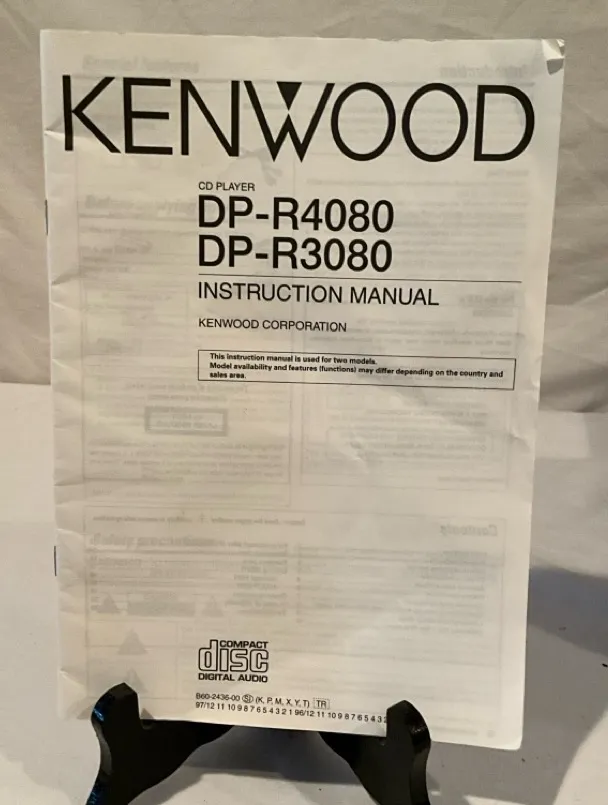 KENWOOD
CD PLAYER
DP-R4080
DP-R3080
INSTRUCTION MANUAL
KENWOOD CORPORATION
This instruction manual is used for two models.
Model availability and features (functions) may differ depending on the country and
sales area.
COMPACT
disc
DIGITAL AUDIO
B60-2436-00 SI (K, P, M, X, Y, T) TR
97/12 11 10 9 8 7 6 5 4 3 2 1 96/12 11 10 9 8 7 6 5 4 3